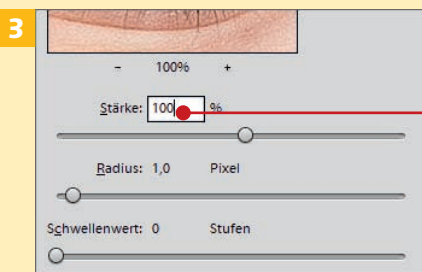 3
- 100% +
Stärke: 100 %
Radius: 1,0 Pixel
Schwellenwert: 0 Stufen